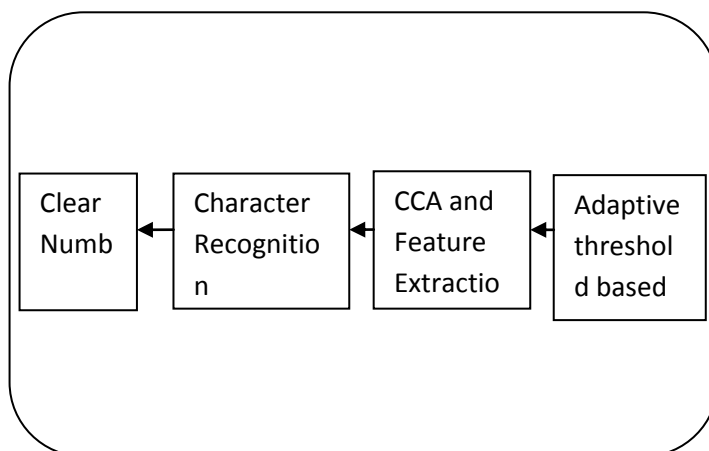 Clear
Numb
Character
Recognitio
n
CCA and
Feature
Extractio
Adaptive
threshol
d based